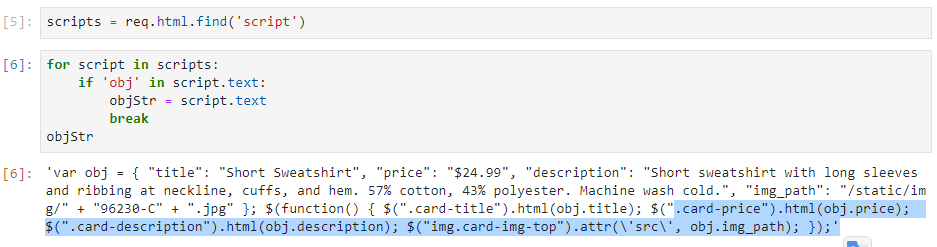 [5]: scripts = req.html.find('script')
[6]: for script in scripts:
    if 'obj' in script.text:
        objStr = script.text
        break
objStr
[6]: 'var obj = { "title": "Short Sweatshirt", "price": "$24.99", "description": "Short sweatshirt with long sleeves
and ribbing at neckline, cuffs, and hem. 57% cotton, 43% polyester. Machine wash cold.", "img_path": "/static/im
g/" + "96230-C" + ".jpg" }; $(function() { $(".card-title").html(obj.title); $(".card-price").html(obj.price);
$(".card-description").html(obj.description); $("img.card-img-top").attr(\'src\', obj.img_path); });'